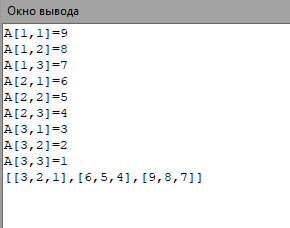 Окно вывода
A[1,1]=9
A[1,2]=8
A[1,3]=7
A[2,1]=6
A[2,2]=5
A[2,3]=4
A[3,1]=3
A[3,2]=2
A[3,3]=1
[[3,2,1],[6,5,4],[9,8,7]]